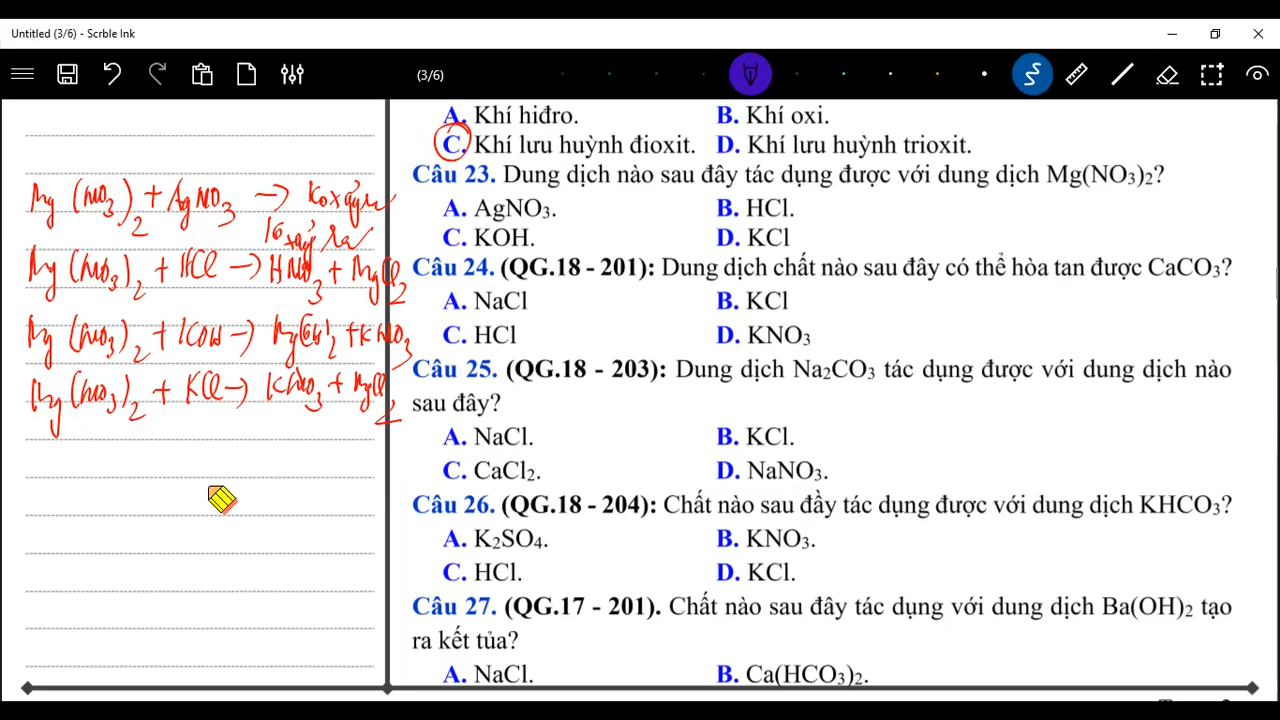 Untitled (3/6) - Scrble Ink
(3/6)
A. Khí hiđro. B. Khí oxi.
C. Khí lưu huỳnh đioxit. D. Khí lưu huỳnh trioxit.
Câu 23. Dung dịch nào sau đây tác dụng được với dung dịch Mg(NO₃)₂?
A. AgNO₃. B. HCl.
C. KOH. D. KCl
Câu 24. (QG.18 - 201): Dung dịch chất nào sau đây có thể hòa tan được CaCO₃?
A. NaCl B. KCl
C. HCl D. KNO₃
Câu 25. (QG.18 - 203): Dung dịch Na₂CO₃ tác dụng được với dung dịch nào
sau đây?
A. NaCl. B. KCl.
C. CaCl₂. D. NaNO₃.
Câu 26. (QG.18 - 204): Chất nào sau đầy tác dụng được với dung dịch KHCO₃?
A. K₂SO₄. B. KNO₃.
C. HCl. D. KCl.
Câu 27. (QG.17 - 201). Chất nào sau đây tác dụng với dung dịch Ba(OH)₂ tạo
ra kết tủa?
A. NaCl. B. Ca(HCO₃)₂.
Mg(NO₃)₂ + AgNO₃ → Ko xảy ra
Ko xảy ra
Mg(NO₃)₂ + HCl → HNO₃ + MgCl₂
Mg(NO₃)₂ + KOH → Mg(OH)₂ + KNO₃
Mg(NO₃)₂ + KCl → KNO₃ + MgCl₂